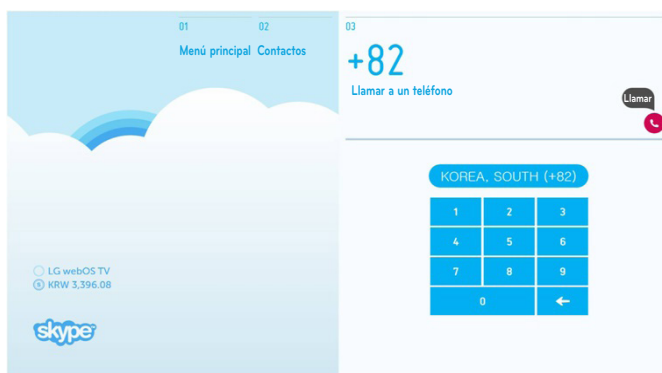 01
02
Menú principal
Contactos
LG webOS TV
KRW 3,396.08
skype
03
+82
Llamar a un teléfono
Llamar
KOREA, SOUTH (+82)
1 2 3
4 5 6
7 8 9
0 ←